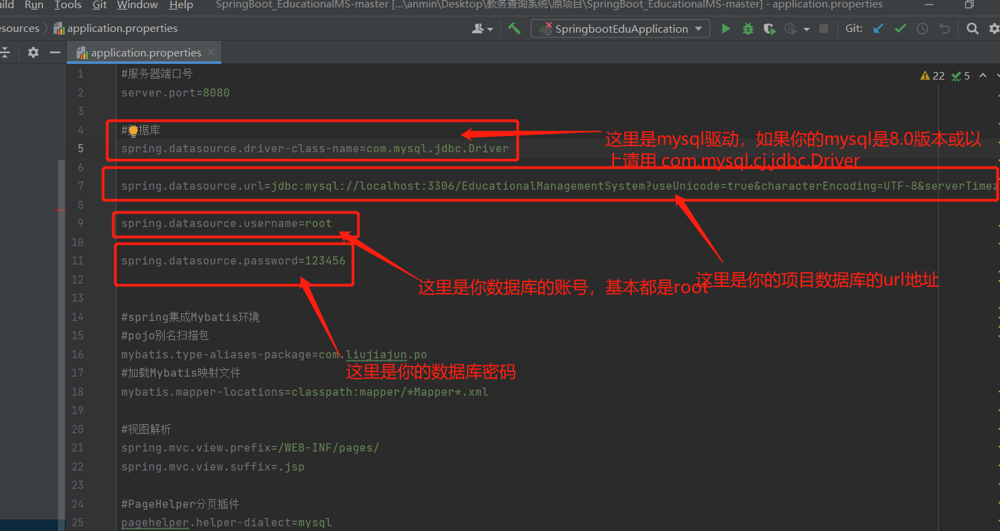 uild Run Tools Git Window Help SpringBoot_EducationalMS-master [...\anmin\Desktop\教务查询系统\原项目\SpringBoot_EducationalMS-master] - application.properties
esources application.properties SpringbootEduApplication Git:
application.properties
22 5
1 #服务器端口号
2 server.port=8080
3
4 #数据库
5 spring.datasource.driver-class-name=com.mysql.jdbc.Driver
这里是mysql驱动，如果你的mysql是8.0版本或以
上请用 com.mysql.cj.jdbc.Driver
6
7 spring.datasource.url=jdbc:mysql://localhost:3306/EducationalManagementSystem?useUnicode=true&characterEncoding=UTF-8&serverTimez
8
9 spring.datasource.username=root
10
11 spring.datasource.password=123456
12
这里是你的项目数据库的url地址
这里是你数据库的账号，基本都是root
13
14 #spring集成Mybatis环境
15 #pojo别名扫描包
16 mybatis.type-aliases-package=com.liujiajun.po
17 #加载Mybatis映射文件
这里是你的数据库密码
18 mybatis.mapper-locations=classpath:mapper/*Mapper*.xml
19
20 #视图解析
21 spring.mvc.view.prefix=/WEB-INF/pages/
22 spring.mvc.view.suffix=.jsp
23
24 #PageHelper分页插件
25 pagehelper.helper-dialect=mysql